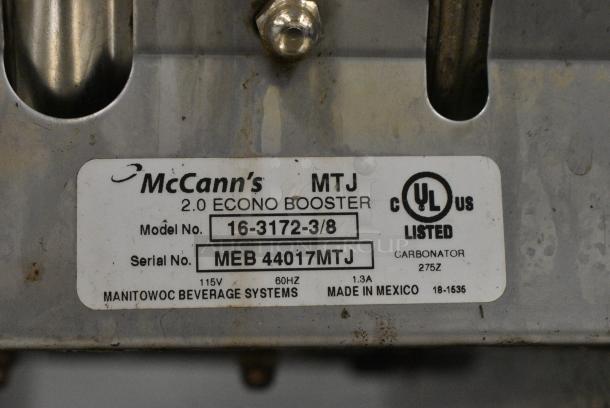 McCann's MTJ
2.0 ECONO BOOSTER
Model No. 16-3172-3/8
Serial No. MEB 44017MTJ
115V 60HZ 1.3A
MANITOWOC BEVERAGE SYSTEMS MADE IN MEXICO 18-1535
C UL US
LISTED
CARBONATOR
275Z
GROUP